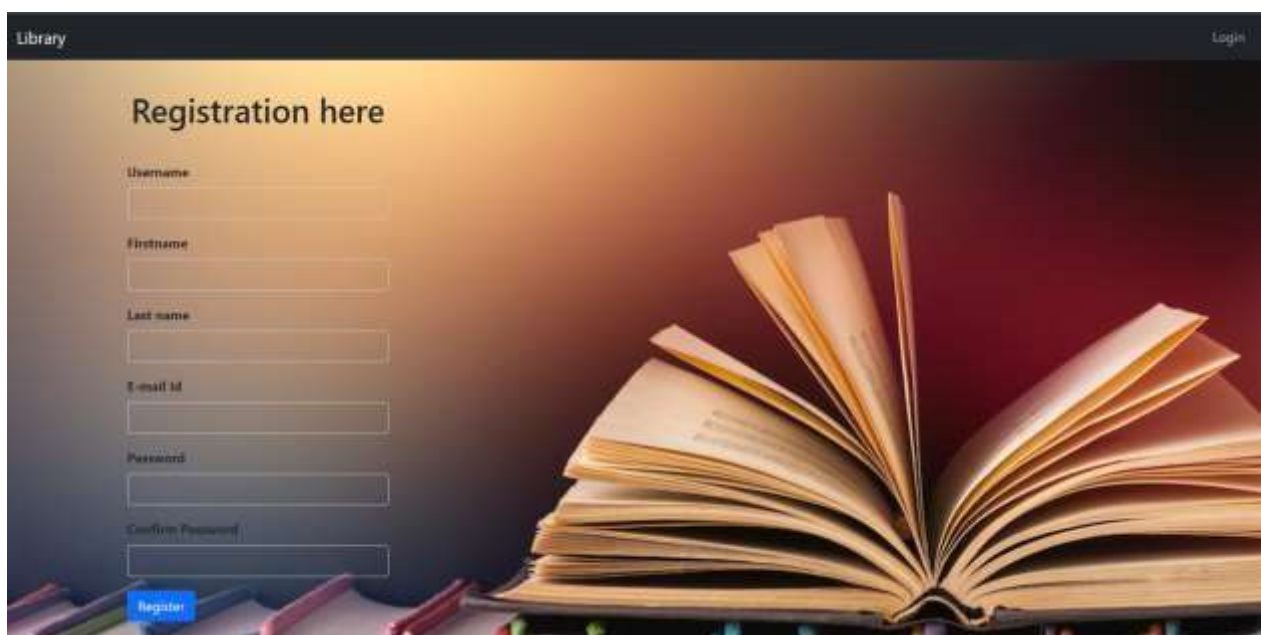 Library
Login
Registration here
Username
Firstname
Last name
E-mail Id
Password
Confirm Password
Register